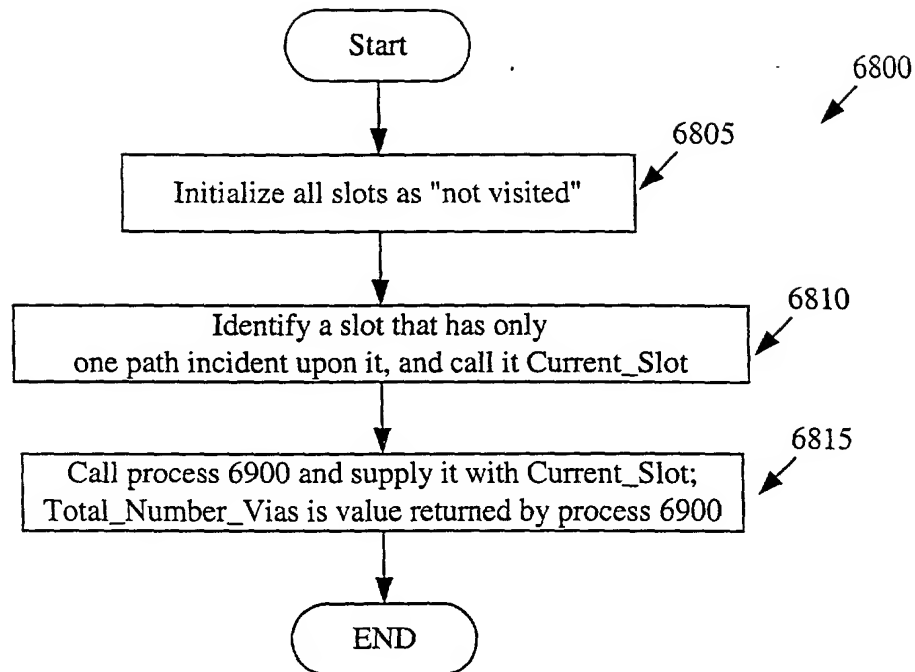 Start
6800
6805
Initialize all slots as "not visited"
6810
Identify a slot that has only
one path incident upon it, and call it Current_Slot
6815
Call process 6900 and supply it with Current_Slot;
Total_Number_Vias is value returned by process 6900
END